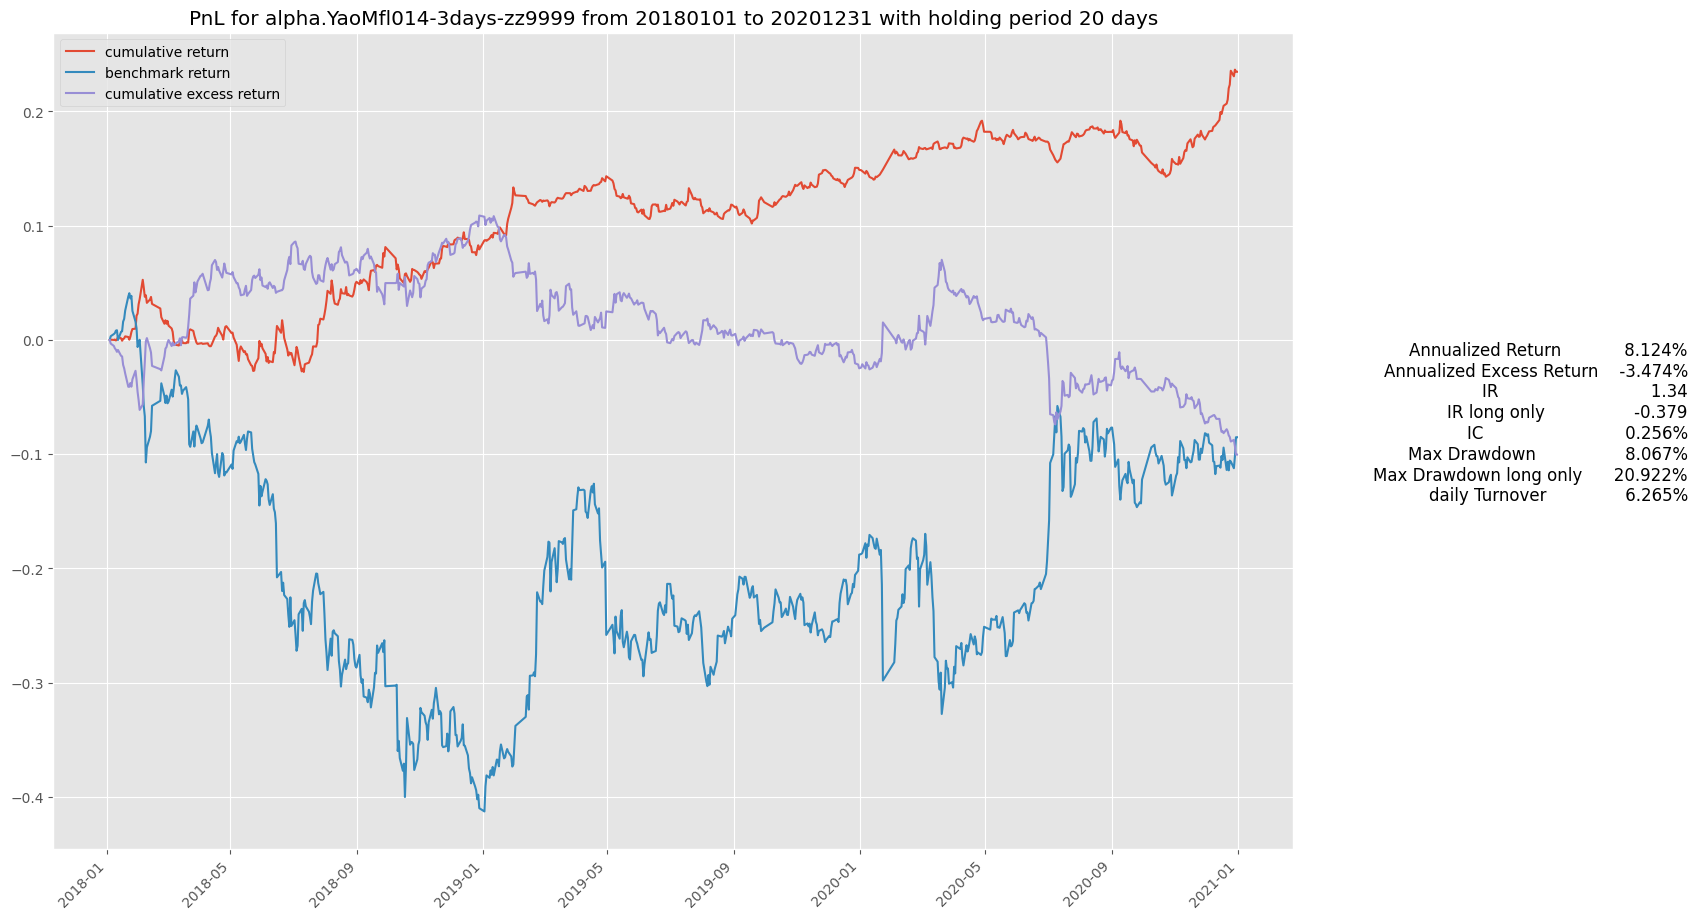 PnL for alpha.YaoMfl014-3days-zz9999 from 20180101 to 20201231 with holding period 20 days
cumulative return
benchmark return
cumulative excess return
0.2
0.1
0.0
−0.1
−0.2
−0.3
−0.4
2018-01
2018-05
2018-09
2019-01
2019-05
2019-09
2020-01
2020-05
2020-09
2021-01
Annualized Return 8.124%
Annualized Excess Return -3.474%
IR 1.34
IR long only -0.379
IC 0.256%
Max Drawdown 8.067%
Max Drawdown long only 20.922%
daily Turnover 6.265%